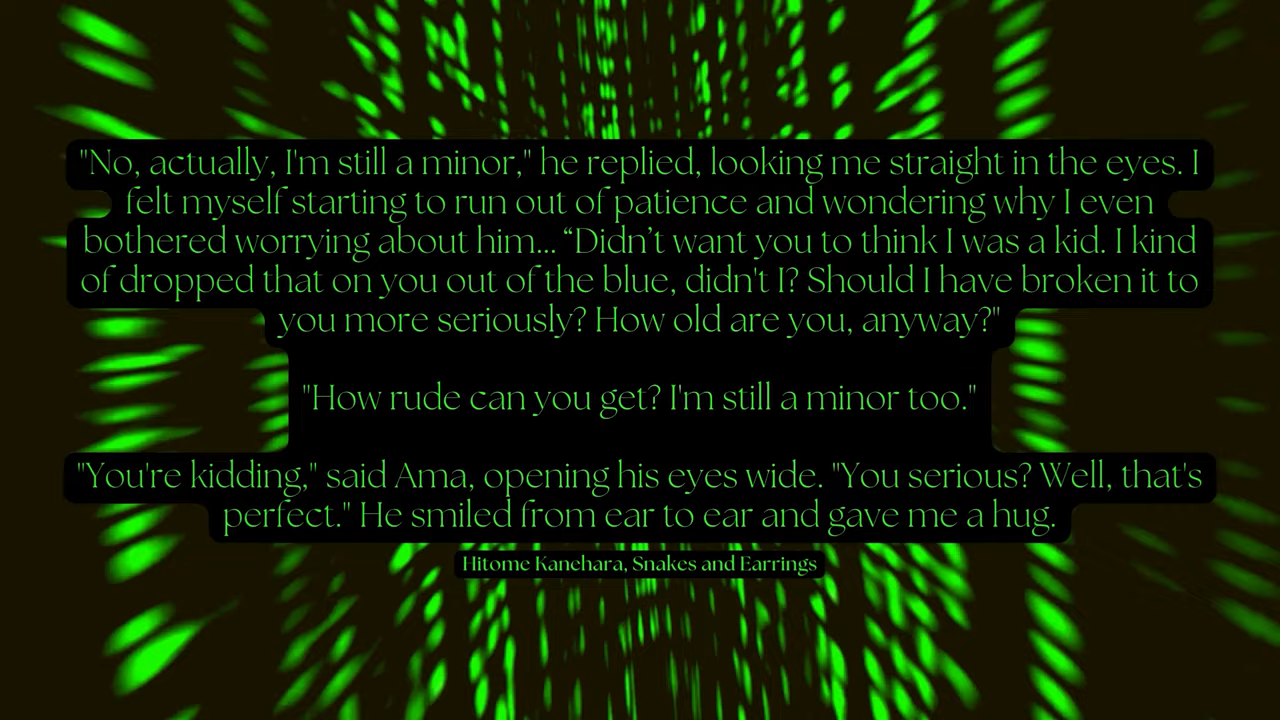 "No, actually, I'm still a minor," he replied, looking me straight in the eyes. I
felt myself starting to run out of patience and wondering why I even
bothered worrying about him... “Didn’t want you to think I was a kid. I kind
of dropped that on you out of the blue, didn't I? Should I have broken it to
you more seriously? How old are you, anyway?"
"How rude can you get? I'm still a minor too."
"You're kidding," said Ama, opening his eyes wide. "You serious? Well, that's
perfect." He smiled from ear to ear and gave me a hug.
Hitome Kanehara, Snakes and Earrings